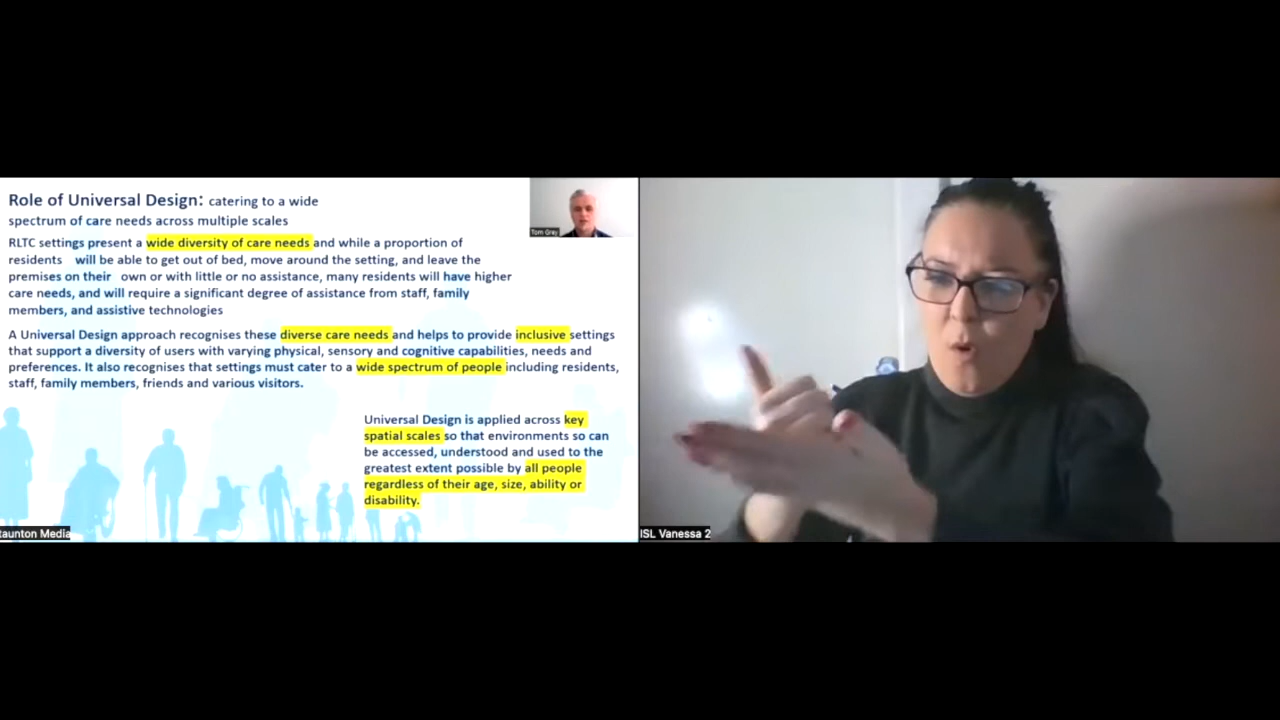 Role of Universal Design: catering to a wide
spectrum of care needs across multiple scales
Tom Grey
RLTC settings present a wide diversity of care needs and while a proportion of
residents will be able to get out of bed, move around the setting, and leave the
premises on their own or with little or no assistance, many residents will have higher
care needs, and will require a significant degree of assistance from staff, family
members, and assistive technologies
A Universal Design approach recognises these diverse care needs and helps to provide inclusive settings
that support a diversity of users with varying physical, sensory and cognitive capabilities, needs and
preferences. It also recognises that settings must cater to a wide spectrum of people including residents,
staff, family members, friends and various visitors.
Universal Design is applied across key
spatial scales so that environments so can
be accessed, understood and used to the
greatest extent possible by all people
regardless of their age, size, ability or
disability.
taunton Media
ISL Vanessa 2